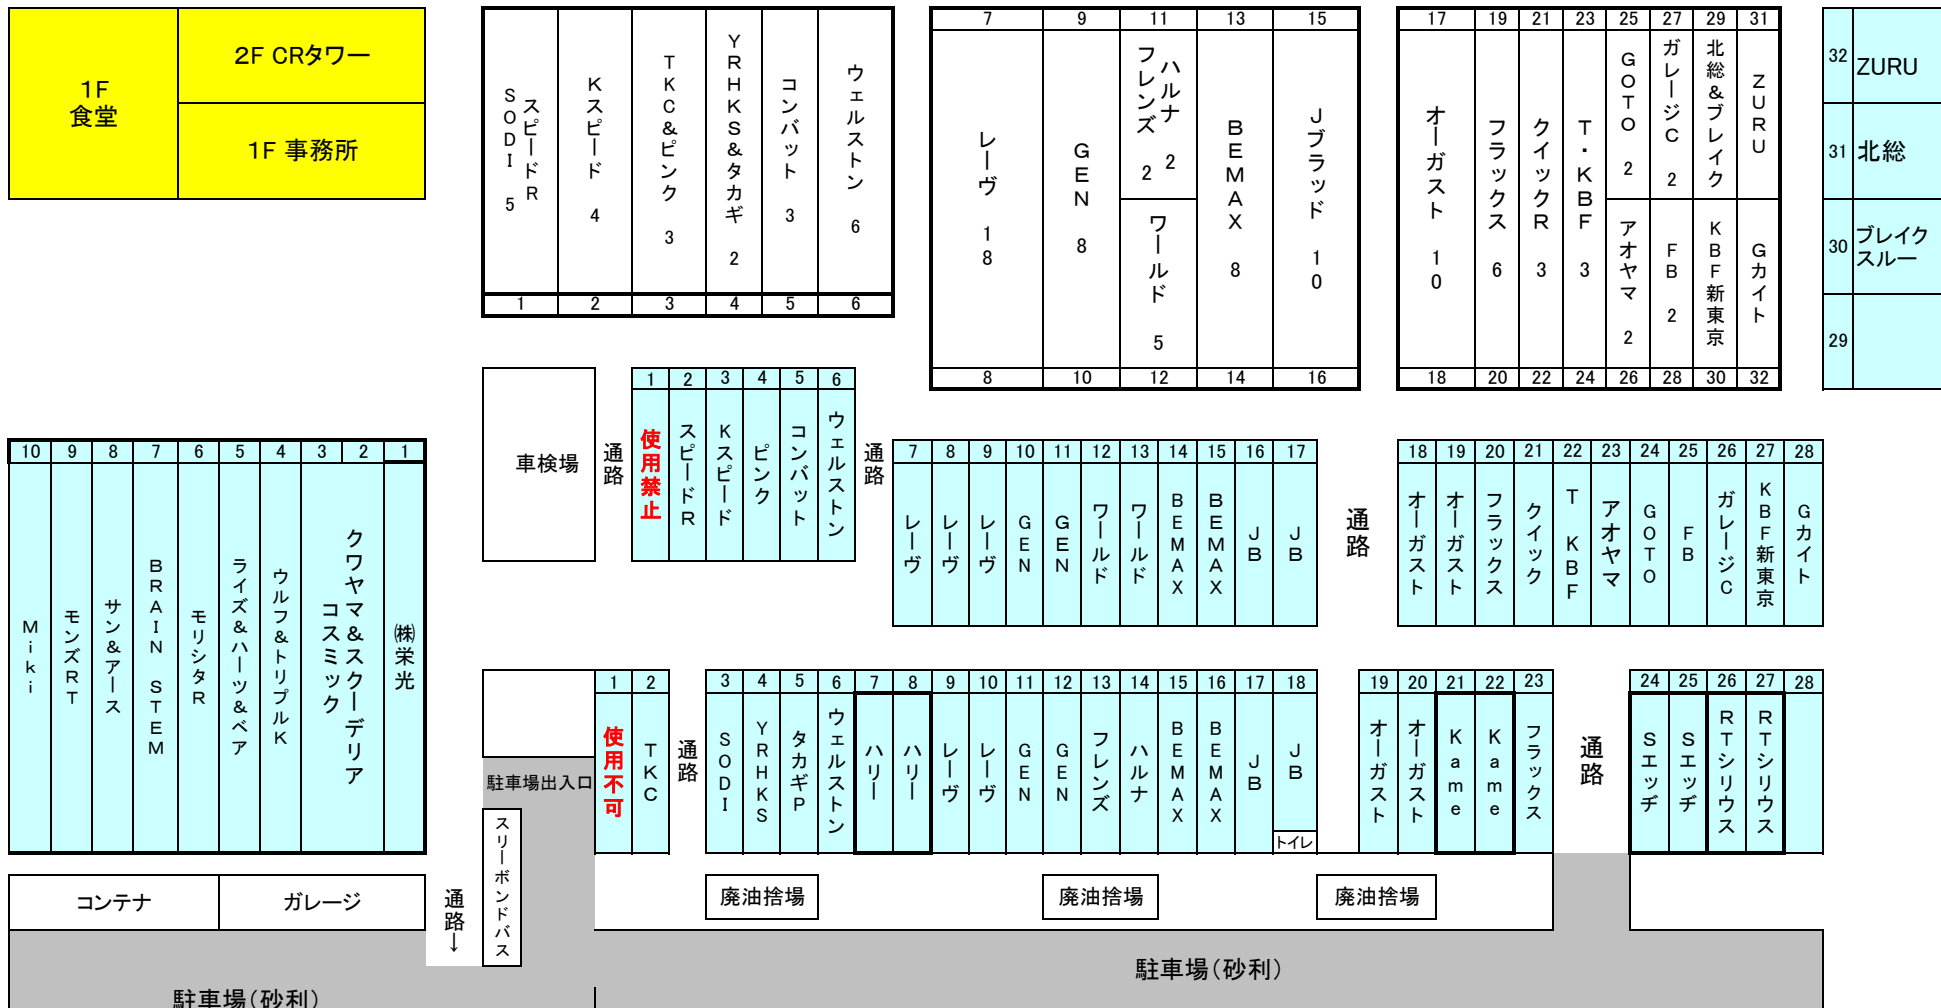 1F
食堂
2F CRタワー
1F 事務所
スピードR
SODI 5
Kスピード 4
TKC&ピンク 3
YRHKS&タカギ 2
コンバット 3
ウェルストン 6
1 2 3 4 5 6
7 9 11 13 15
レーヴ 18
GEN 8
ハルナ 2
フレンズ 2
ワールド 5
BEMAX 8
Jブラッド 10
8 10 12 14 16
17 19 21 23 25 27 29 31
オーガスト 10
フラックス 6
クイックR 3
T・KBF 3
GOTO 2
ガレージC 2
北総&ブレイク
ZURU
アオヤマ 2
FB 2
KBF新東京
Gカイト
18 20 22 24 26 28 30 32
32 ZURU
31 北総
30 ブレイク
スルー
29
車検場
通路
1 2 3 4 5 6
使用禁止
スピードR
Kスピード
ピンク
コンバット
ウェルストン
通路
7 8 9 10 11 12 13 14 15 16 17
レーヴ
レーヴ
レーヴ
GEN
GEN
ワールド
ワールド
BEMAX
BEMAX
JB
JB
通路
18 19 20 21 22 23 24 25 26 27 28
オーガスト
オーガスト
フラックス
クイック
T KBF
アオヤマ
GOTO
FB
ガレージC
KBF新東京
Gカイト
10 9 8 7 6 5 4 3 2 1
Miki
モンズRT
サン&アース
BRAIN STEM
モリシタR
ライズ&ハーツ&ベア
ウルフ&トリプルK
クワヤマ&スクーデリア
コスミック
㈱栄光
1 2
使用不可
TKC
通路
3 4 5 6 7 8 9 10 11 12 13 14 15 16 17 18
SODI
YRHKS
タカギP
ウェルストン
ハリー
ハリー
レーヴ
レーヴ
GEN
GEN
フレンズ
ハルナ
BEMAX
BEMAX
JB
JB
トイレ
19 20 21 22 23
オーガスト
オーガスト
Kame
Kame
フラックス
通路
24 25 26 27 28
Sエッヂ
Sエッヂ
RTシリウス
RTシリウス
駐車場出入口
スリーボンドバス
コンテナ
ガレージ
通路→
廃油捨場
廃油捨場
廃油捨場
駐車場(砂利)
駐車場(砂利)